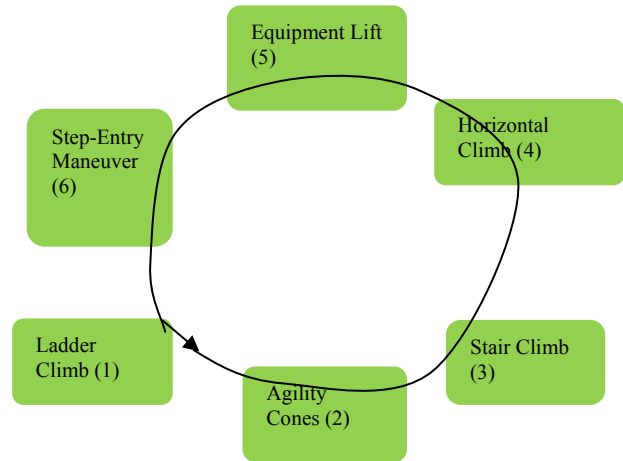 Equipment Lift
(5)
Step-Entry
Maneuver
(6)
Horizontal
Climb (4)
Ladder
Climb (1)
Agility
Cones (2)
Stair Climb
(3)